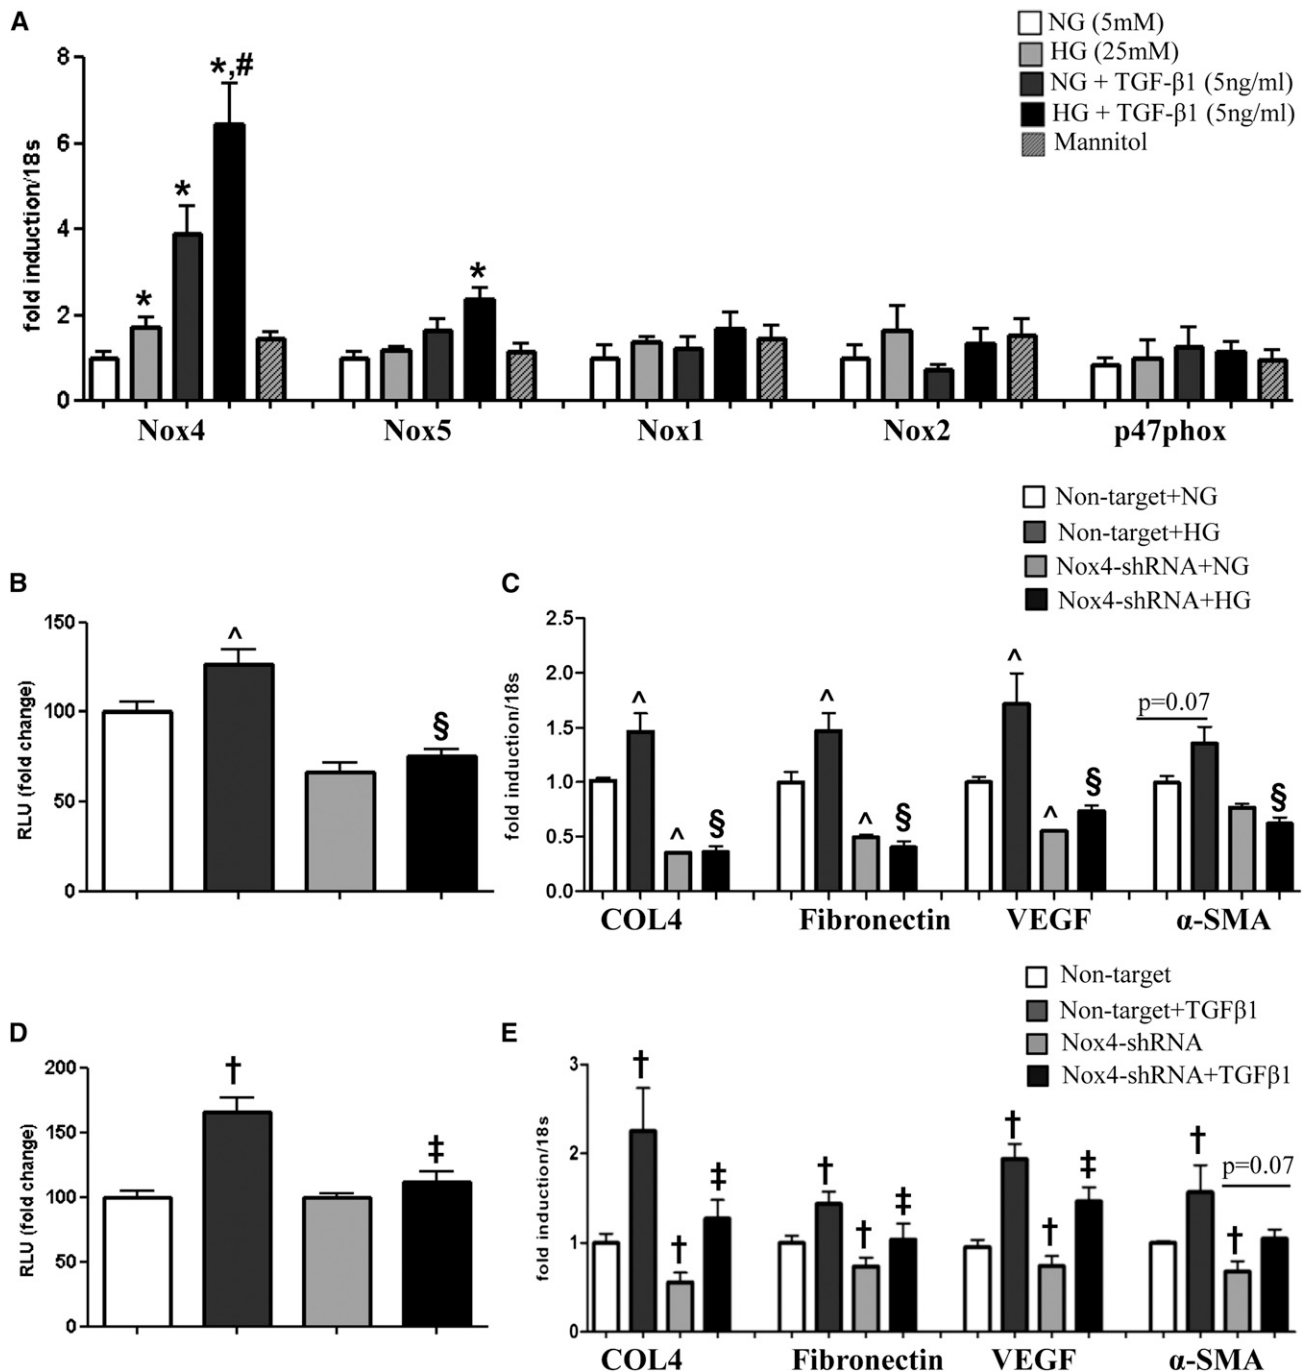 A
NG (5mM)
HG (25mM)
NG + TGF-β1 (5ng/ml)
HG + TGF-β1 (5ng/ml)
Mannitol
fold induction/18s
8
6
4
2
0
*
*
*,#
*
Nox4 Nox5 Nox1 Nox2 p47phox
Non-target+NG
Non-target+HG
Nox4-shRNA+NG
Nox4-shRNA+HG
B
RLU (fold change)
150
100
50
0
^
§
C
fold induction/18s
2.5
2.0
1.5
1.0
0.5
0.0
^
^
§
^
^
§
^
^
§
p=0.07
§
COL4 Fibronectin VEGF α-SMA
Non-target
Non-target+TGFβ1
Nox4-shRNA
Nox4-shRNA+TGFβ1
D
RLU (fold change)
200
150
100
50
0
†
‡
E
fold induction/18s
3
2
1
0
†
†
‡
†
†
‡
†
†
‡
†
†
p=0.07
COL4 Fibronectin VEGF α-SMA